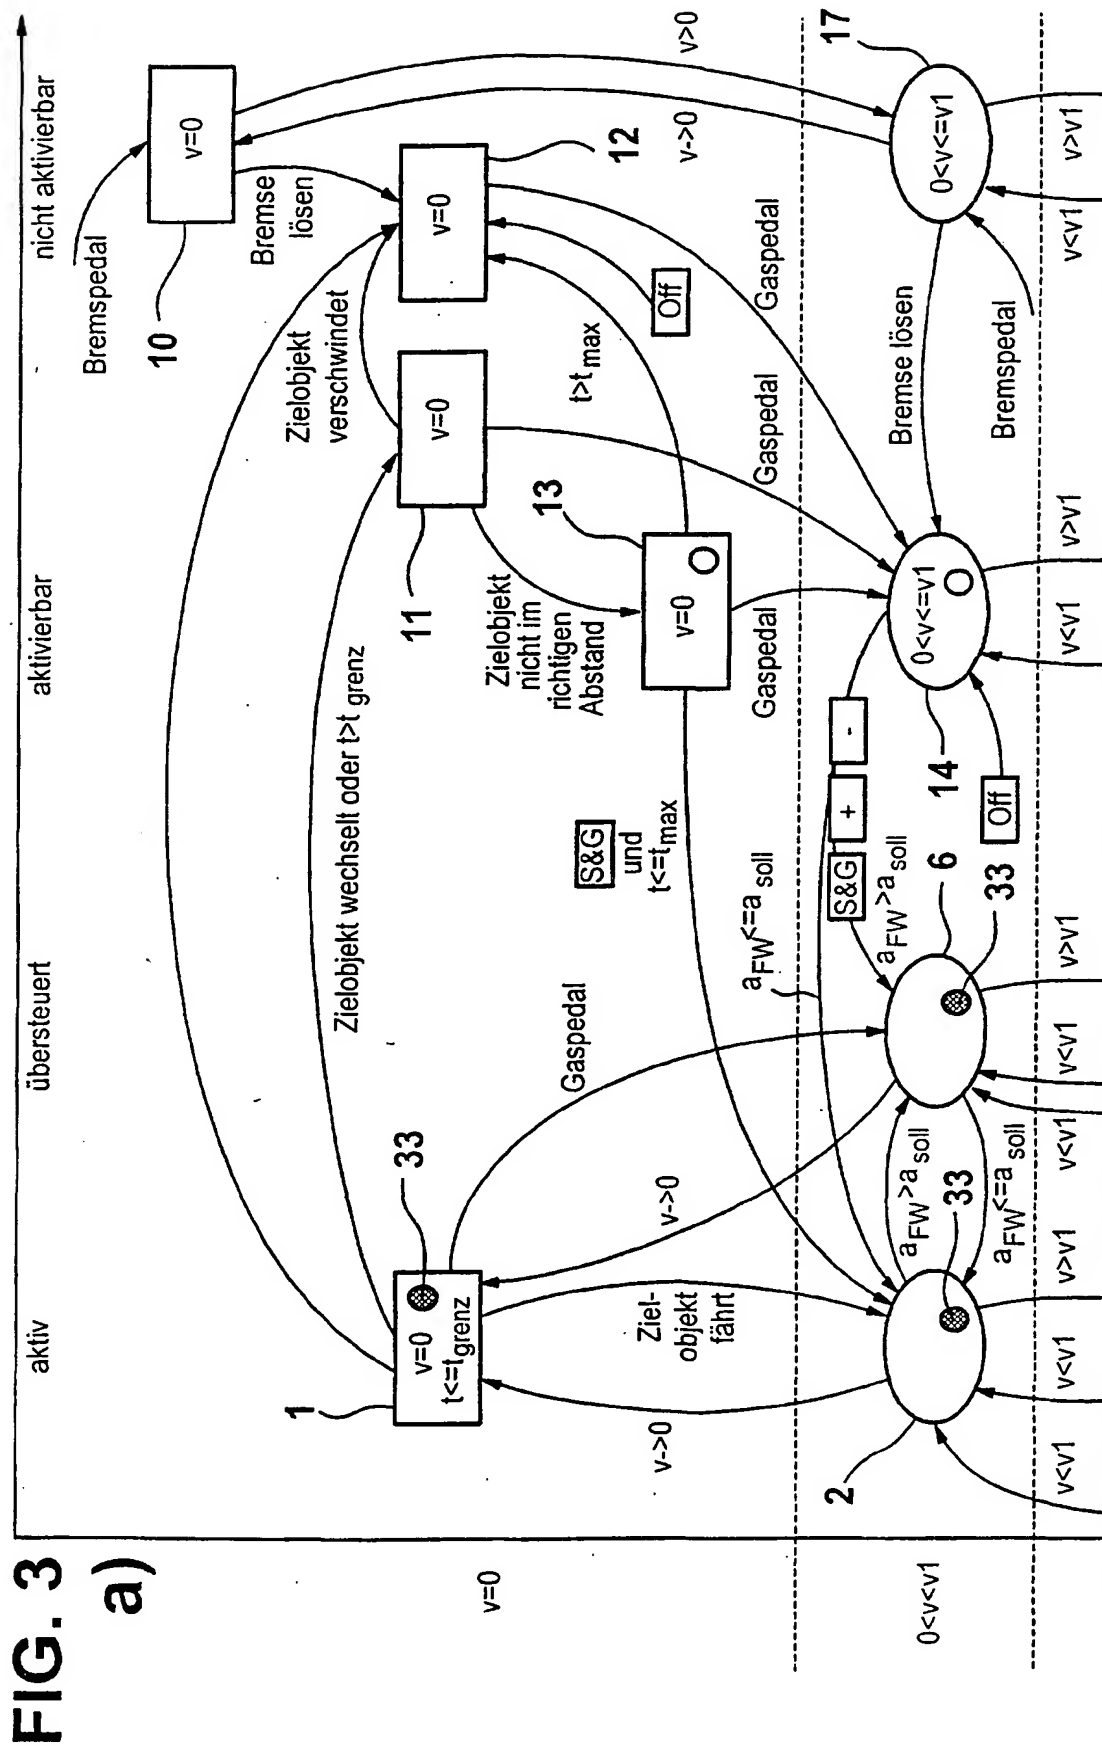 FIG. 3
a)
aktiv
übersteuert
aktivierbar
nicht aktivierbar
v=0
0<v<v1
Bremspedal
10
v=0
Bremse
lösen
v>0
v->0
12
v=0
Zielobjekt
verschwindet
11
v=0
Off
Gaspedal
Zielobjekt wechselt oder t>t grenz
Zielobjekt
nicht im
richtigen
Abstand
13
v=0
t>t max
Gaspedal
Gaspedal
S&G
und
t<=t max
1
v=0
t<=t grenz
33
Gaspedal
v->0
Ziel-
objekt
fährt
v->0
17
0<v<=v1
Bremse lösen
Bremspedal
14
0<v<=v1
Off
-
+
S&G
a FW <=a soll
a FW >a soll
6
33
a FW >a soll
a FW <=a soll
33
2
v<v1
v<v1
v>v1
v<v1
v<v1
v>v1
v<v1
v>v1
v<v1
v>v1